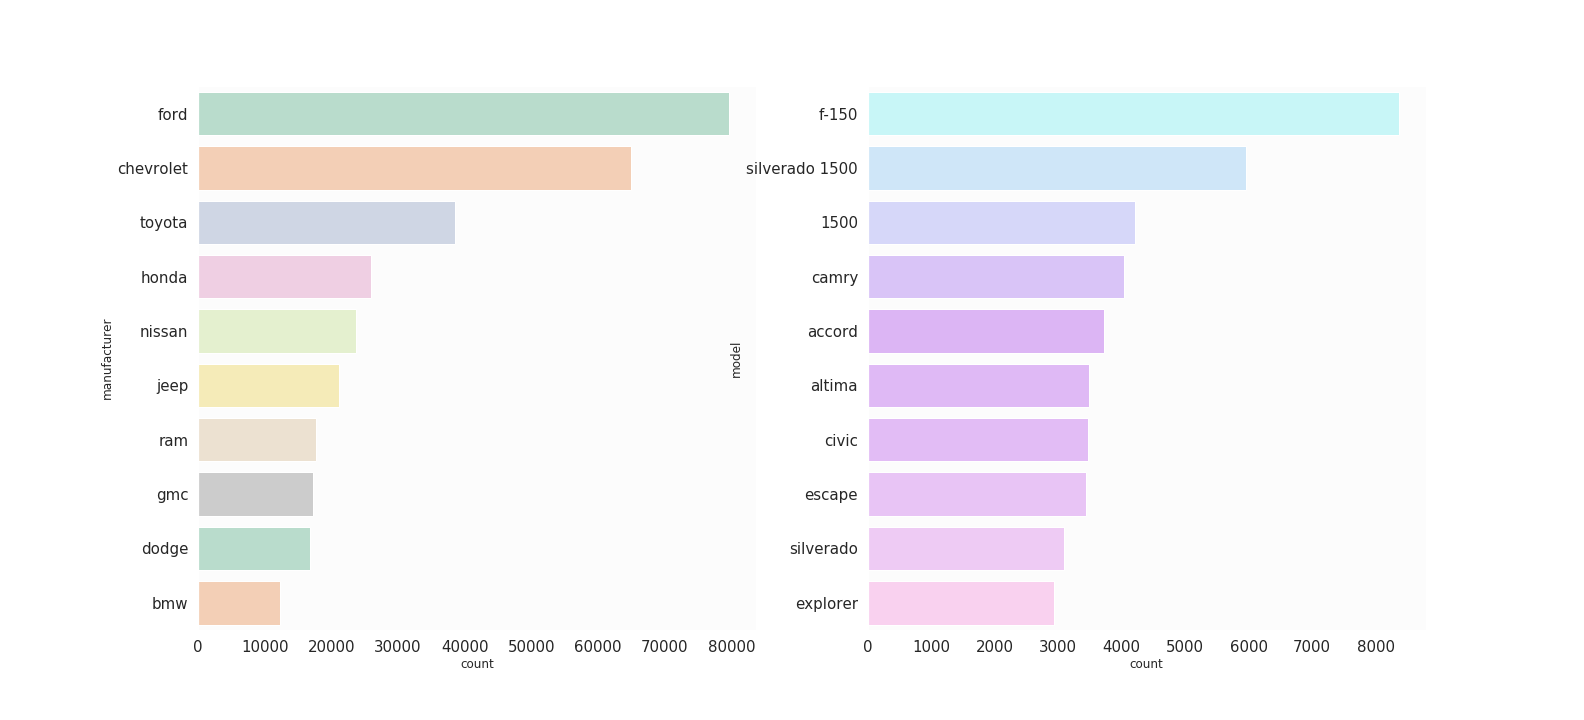 manufacturer
ford
chevrolet
toyota
honda
nissan
jeep
ram
gmc
dodge
bmw
0 10000 20000 30000 40000 50000 60000 70000 80000
count
model
f-150
silverado 1500
1500
camry
accord
altima
civic
escape
silverado
explorer
0 1000 2000 3000 4000 5000 6000 7000 8000
count